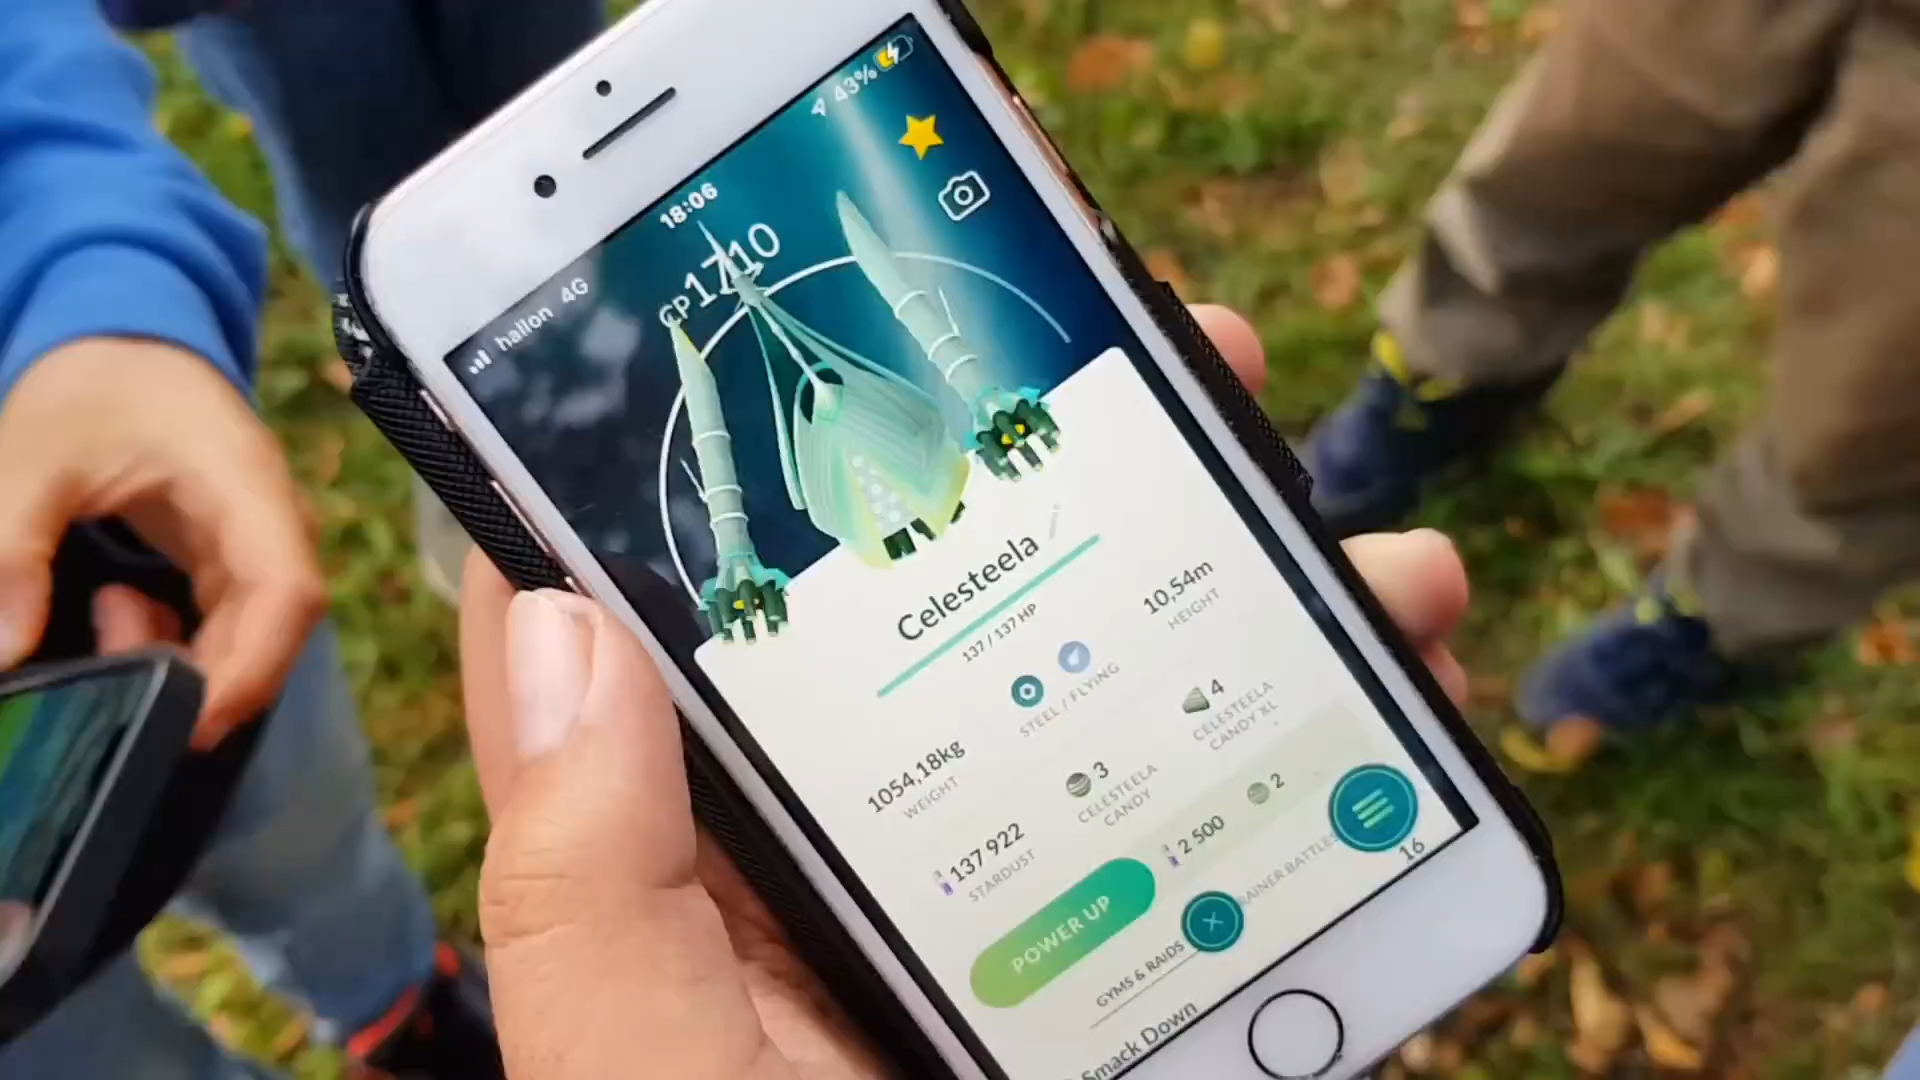 hallon 4G
18:06
43%
CP1710
Celesteela
137 / 137 HP
1054,18kg
WEIGHT
STEEL / FLYING
10,54m
HEIGHT
137 922
STARDUST
3
CELESTEELA
CANDY
4
CELESTEELA
CANDY XL
POWER UP
2 500
2
GYMS & RAIDS
RAINER BATTLES
Smack Down
16